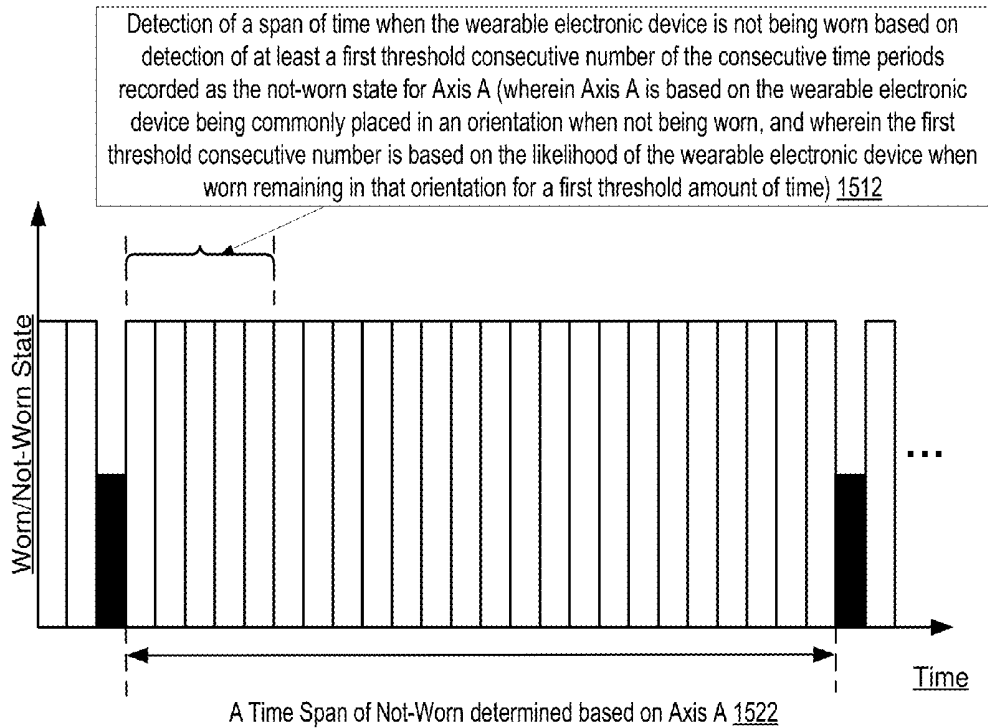 Detection of a span of time when the wearable electronic device is not being worn based on
detection of at least a first threshold consecutive number of the consecutive time periods
recorded as the not-worn state for Axis A (wherein Axis A is based on the wearable electronic
device being commonly placed in an orientation when not being worn, and wherein the first
threshold consecutive number is based on the likelihood of the wearable electronic device when
worn remaining in that orientation for a first threshold amount of time) 1512
Worn/Not-Worn State
...
Time
A Time Span of Not-Worn determined based on Axis A 1522